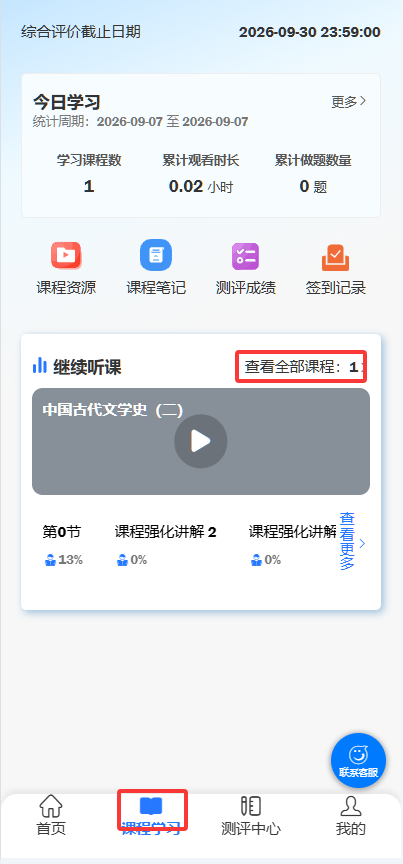 综合评价截止日期 2026-09-30 23:59:00
今日学习 更多
统计周期：2026-09-07 至 2026-09-07
学习课程数 累计观看时长 累计做题数量
1 0.02 小时 0 题
课程资源 课程笔记 测评成绩 签到记录
继续听课 查看全部课程：1
中国古代文学史（二）
第0节 课程强化讲解 2 课程强化讲解
13% 0% 0%
查看更多
联系客服
首页 课程学习 测评中心 我的